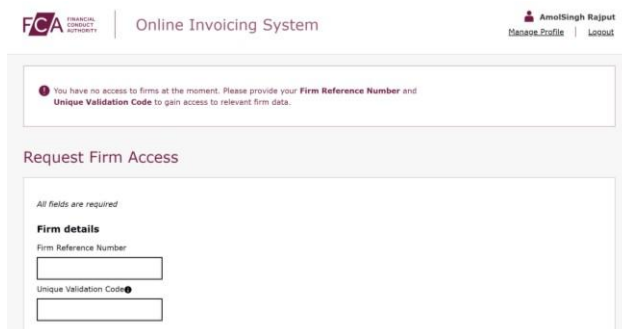 FCA FINANCIAL
CONDUCT
AUTHORITY
Online Invoicing System
AmolSingh Rajput
Manage Profile | Logout
You have no access to firms at the moment. Please provide your Firm Reference Number and
Unique Validation Code to gain access to relevant firm data.
Request Firm Access
All fields are required
Firm details
Firm Reference Number
Unique Validation Code